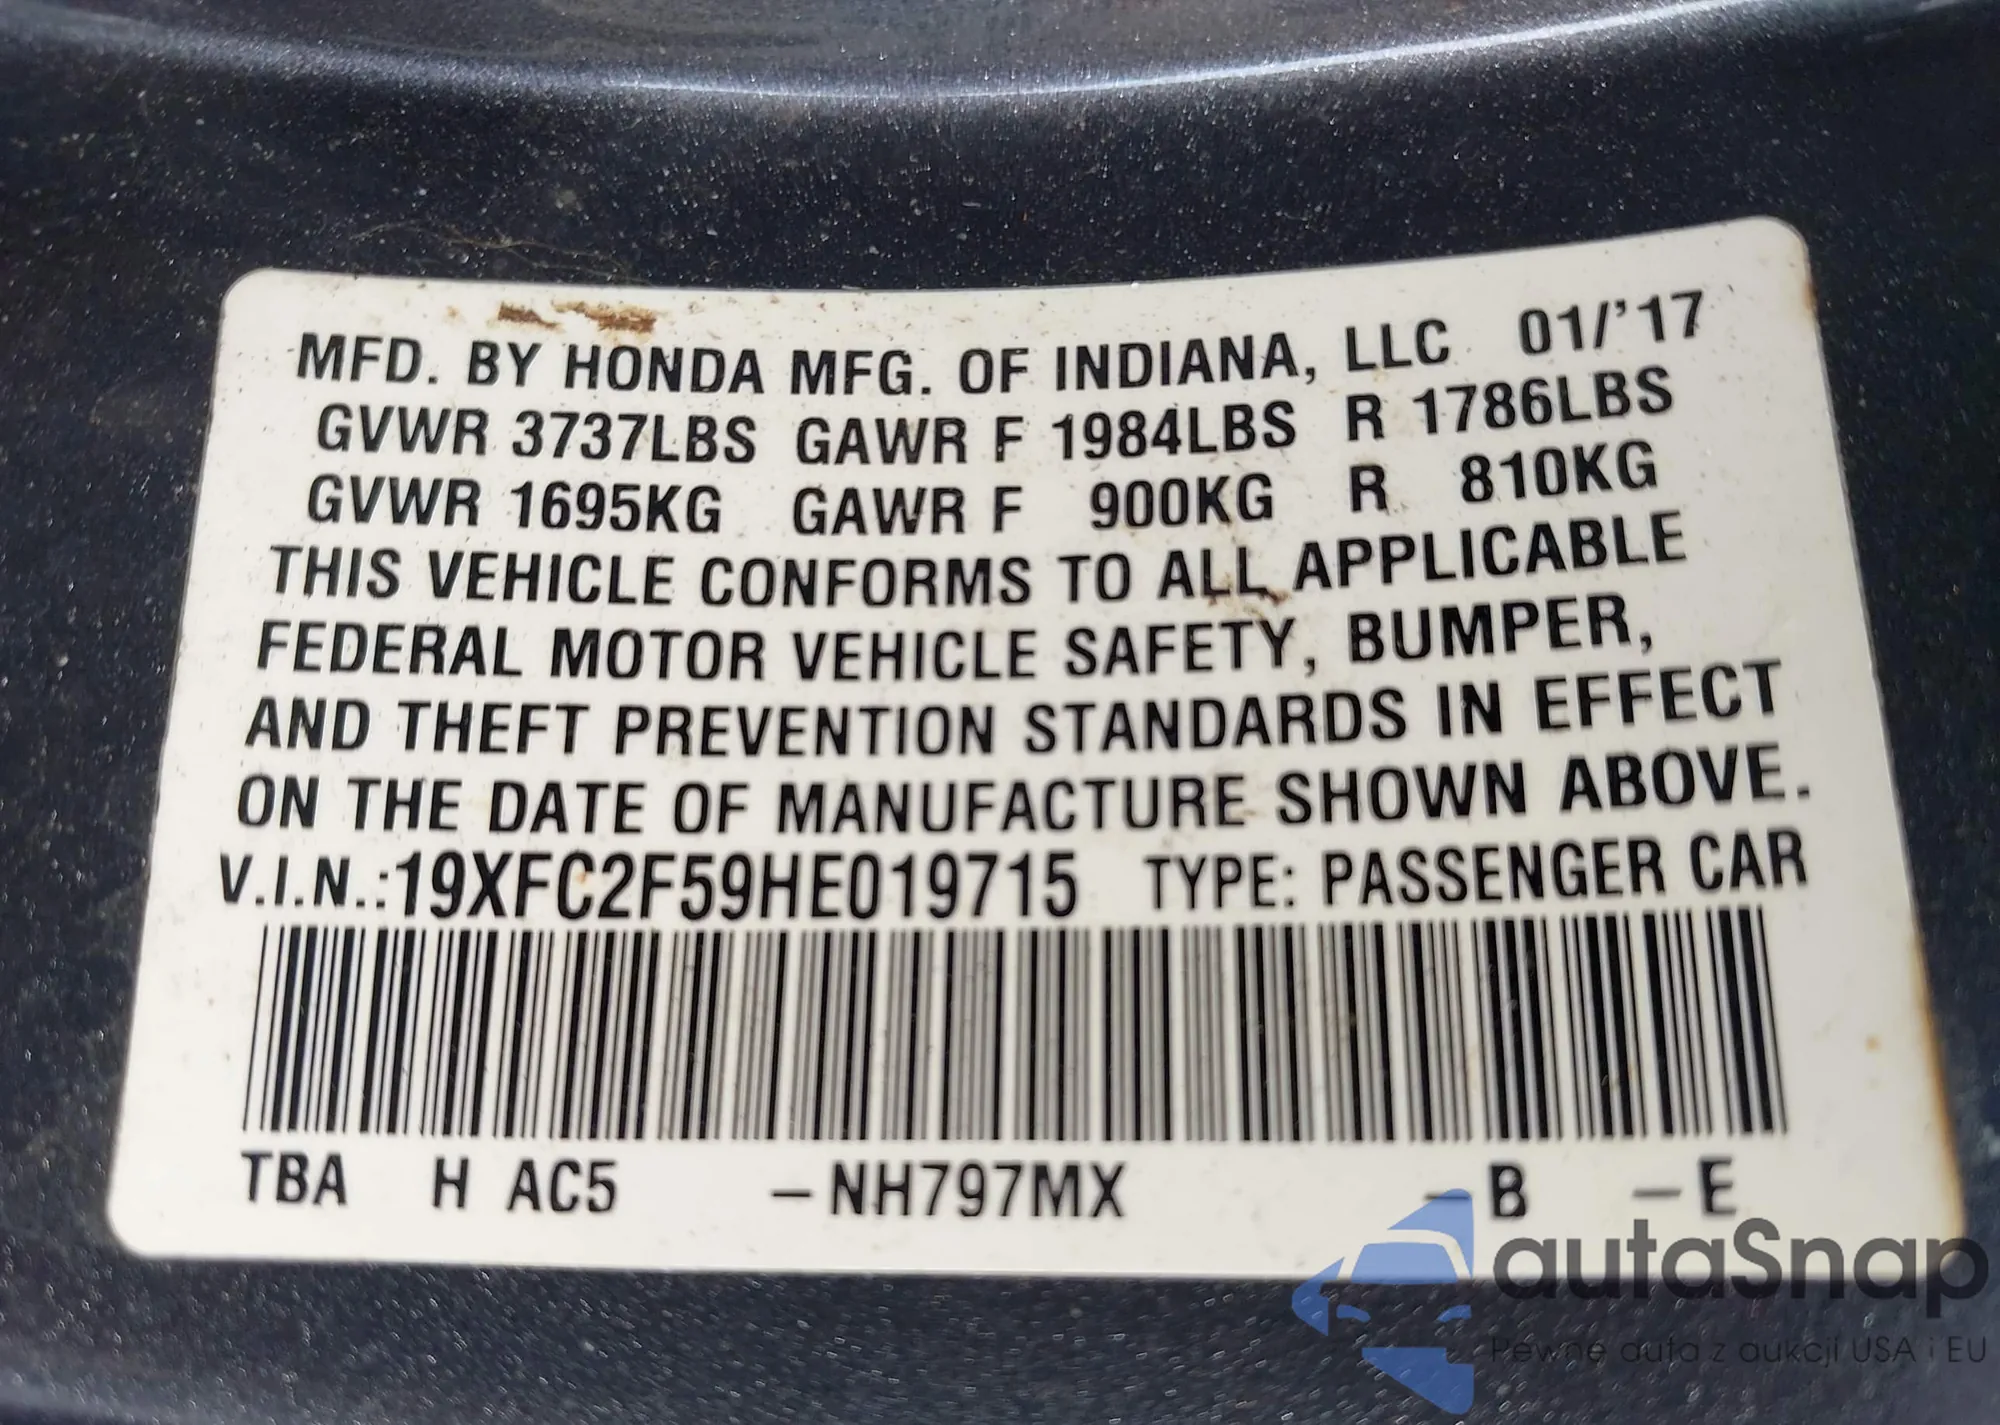 MFD. BY HONDA MFG. OF INDIANA, LLC 01/'17
GVWR 3737LBS GAWR F 1984LBS R 1786LBS
GVWR 1695KG GAWR F 900KG R 810KG
THIS VEHICLE CONFORMS TO ALL APPLICABLE
FEDERAL MOTOR VEHICLE SAFETY, BUMPER,
AND THEFT PREVENTION STANDARDS IN EFFECT
ON THE DATE OF MANUFACTURE SHOWN ABOVE.
V.I.N.:19XFC2F59HE019715 TYPE: PASSENGER CAR
TBA H AC5 –NH797MX –B –E
autaSnap
Pewne auta z aukcji USA i EU